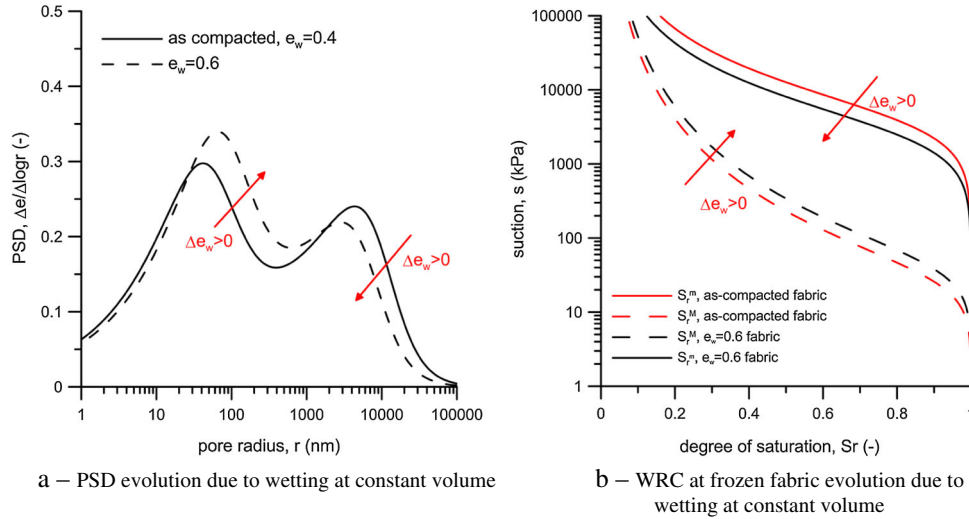 0.5
0.4
0.3
0.2
0.1
0
PSD, Δe/Δlogr (-)
as compacted, e_w=0.4
e_w=0.6
Δe_w>0
Δe_w>0
1 10 100 1000 10000 100000
pore radius, r (nm)
a – PSD evolution due to wetting at constant volume
100000
10000
1000
100
10
1
suction, s (kPa)
Δe_w>0
Δe_w>0
S_r^m, as-compacted fabric
S_r^M, as-compacted fabric
S_r^M, e_w=0.6 fabric
S_r^m, e_w=0.6 fabric
0 0.2 0.4 0.6 0.8
degree of saturation, Sr (-)
b – WRC at frozen fabric evolution due to
wetting at constant volume